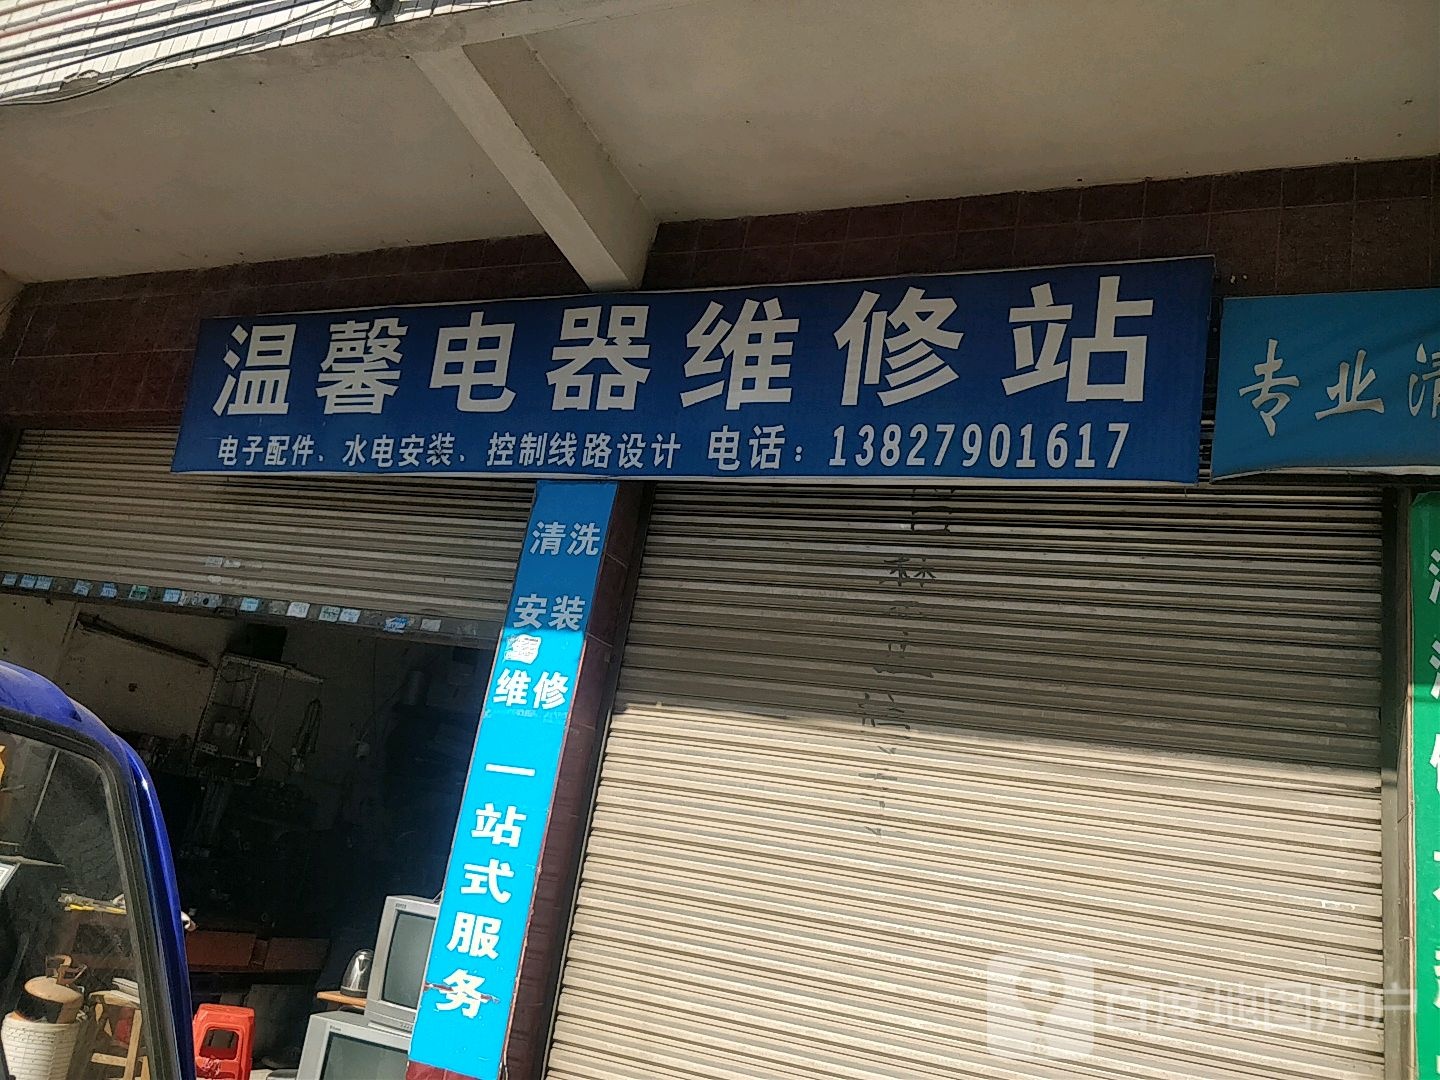 温馨电器维修站
电子配件、水电安装、控制线路设计 电话：13827901617
专业清
清洗
安装
维修
一站式服务
百度地图用户